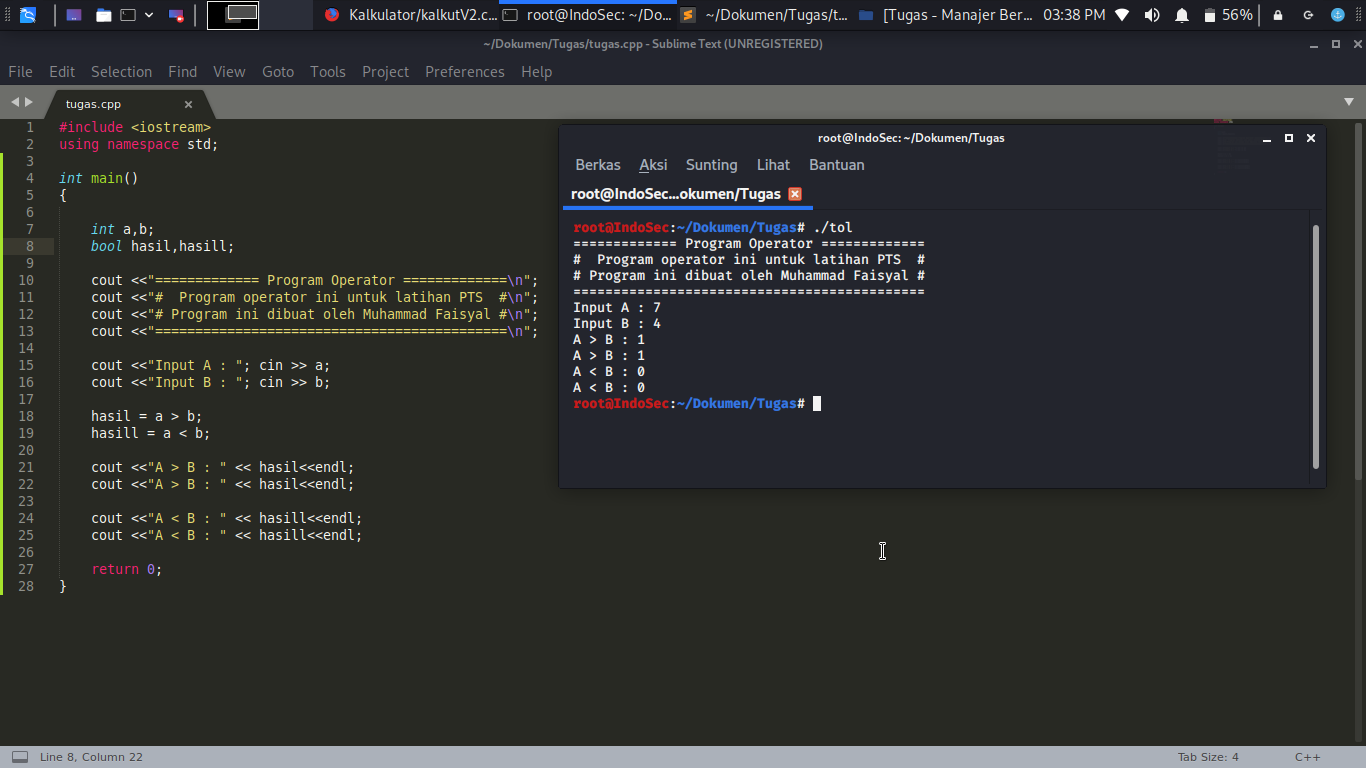 Kalkulator/kalkutV2.c... root@IndoSec: ~/Do... ~/Dokumen/Tugas/t... [Tugas - Manajer Ber... 03:38 PM 56%
~/Dokumen/Tugas/tugas.cpp - Sublime Text (UNREGISTERED)
File Edit Selection Find View Goto Tools Project Preferences Help
tugas.cpp
1 #include <iostream>
2 using namespace std;
3
4 int main()
5 {
6
7 int a,b;
8 bool hasil,hasill;
9
10 cout <<"============= Program Operator =============\n";
11 cout <<"#  Program operator ini untuk latihan PTS  #\n";
12 cout <<"# Program ini dibuat oleh Muhammad Faisyal #\n";
13 cout <<"============================================\n";
14
15 cout <<"Input A : "; cin >> a;
16 cout <<"Input B : "; cin >> b;
17
18 hasil = a > b;
19 hasill = a < b;
20
21 cout <<"A > B : " << hasil<<endl;
22 cout <<"A > B : " << hasil<<endl;
23
24 cout <<"A < B : " << hasill<<endl;
25 cout <<"A < B : " << hasill<<endl;
26
27 return 0;
28 }
root@IndoSec: ~/Dokumen/Tugas
Berkas Aksi Sunting Lihat Bantuan
root@IndoSec...okumen/Tugas
root@IndoSec:~/Dokumen/Tugas# ./tol
============= Program Operator =============
#  Program operator ini untuk latihan PTS  #
# Program ini dibuat oleh Muhammad Faisyal #
============================================
Input A : 7
Input B : 4
A > B : 1
A > B : 1
A < B : 0
A < B : 0
root@IndoSec:~/Dokumen/Tugas#
Line 8, Column 22 Tab Size: 4 C++